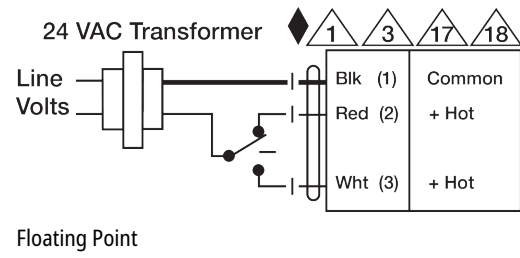 24 VAC Transformer
1 3 17 18
Line
Volts
Blk (1) Common
Red (2) + Hot
Wht (3) + Hot
Floating Point